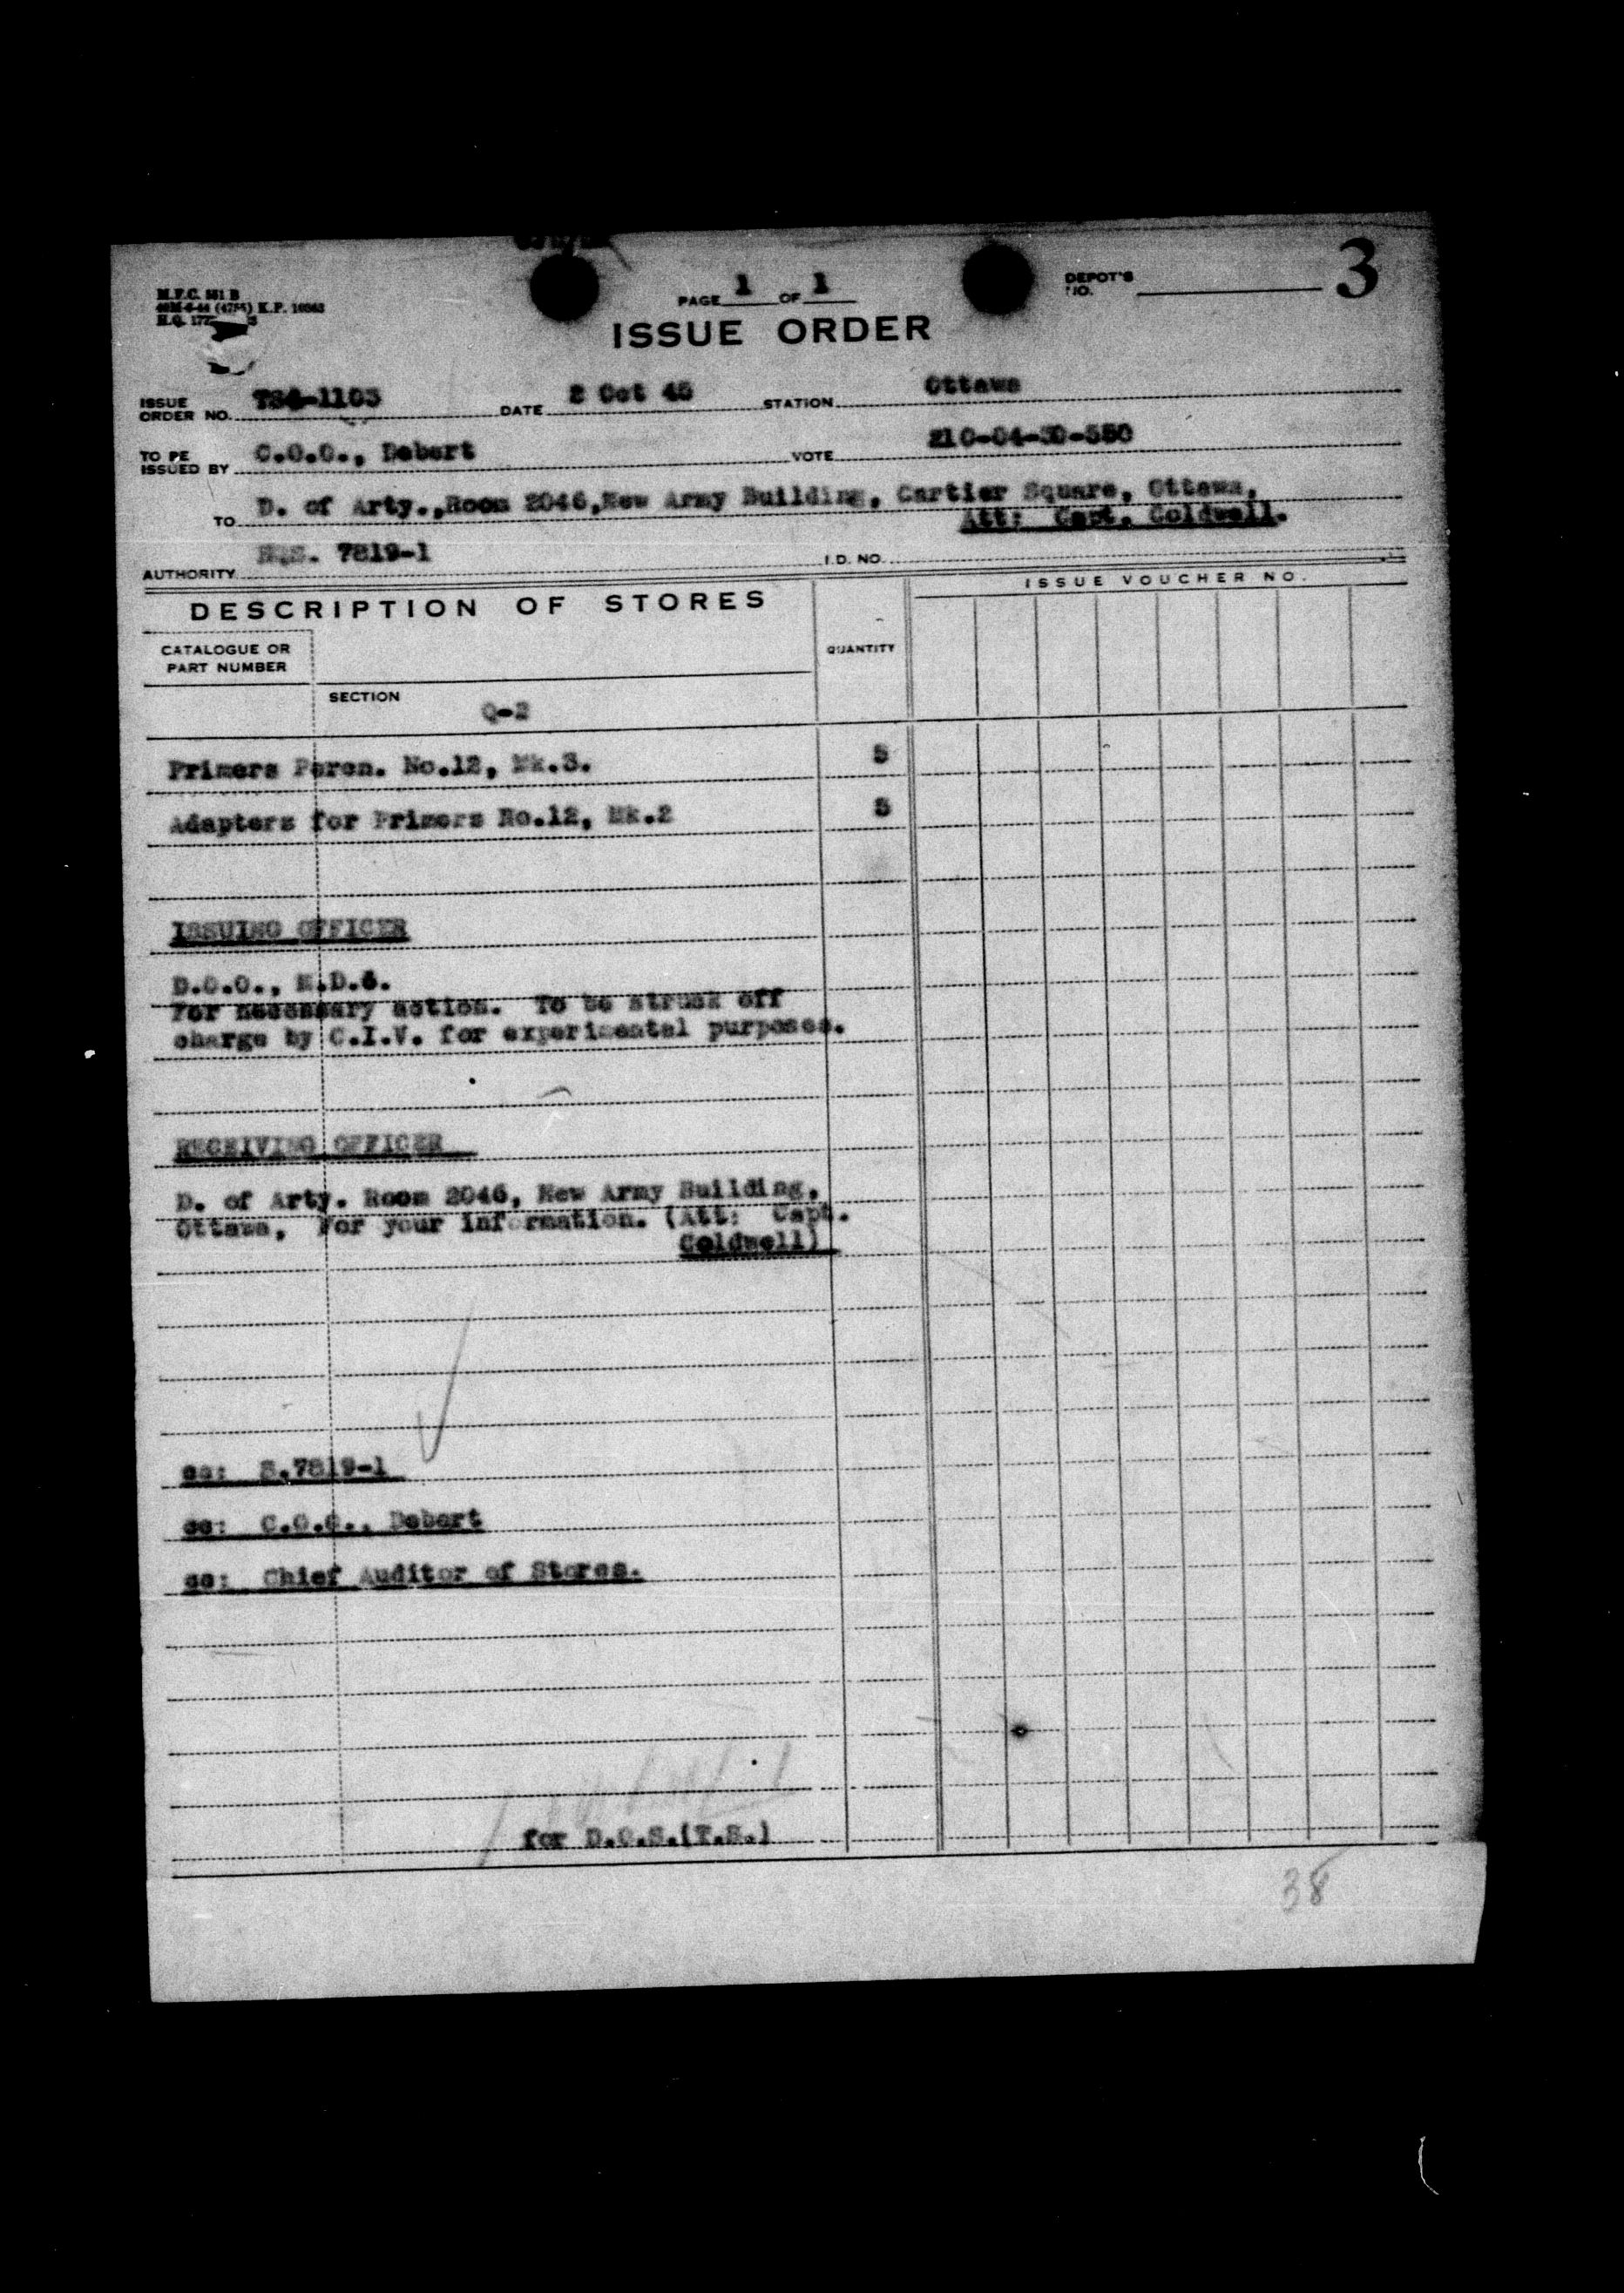 PAGE 1 OF 1
DEPOT'S NO.
3
M.F.C. 551 B
(4755) K.P. 16063
H.Q. 177
ISSUE ORDER
ISSUE ORDER NO. TS4-1103 DATE 2 Oct 45 STATION Ottawa
TO BE ISSUED BY C.O.O., Debert VOTE 210-04-30-550
TO D. of Arty.,Room 2046,New Army Building, Cartier Square, Ottawa,
Att: Capt. Coldwell.
AUTHORITY HQS. 7819-1 I.D. NO.
DESCRIPTION OF STORES
ISSUE VOUCHER NO.
CATALOGUE OR PART NUMBER
QUANTITY
SECTION Q-2
Primers Percn. No.12, Mk.3. 5
Adapters for Primers No.12, Mk.2 5
ISSUING OFFICER
D.O.O., M.D.6.
For necessary action. To be struck off
charge by C.I.V. for experimental purposes.
RECEIVING OFFICER
D. of Arty. Room 2046, New Army Building,
Ottawa, For your information. (Att: Capt.
Coldwell)
cc: S.7819-1
cc: C.O.O., Debert
cc: Chief Auditor of Stores.
for D.O.S.(T.S.)
38